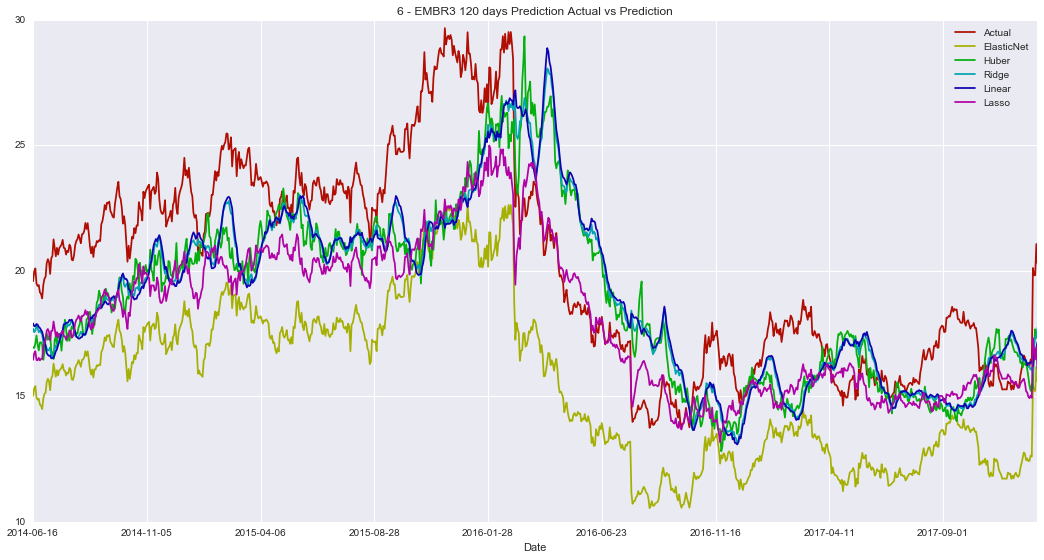 6 - EMBR3 120 days Prediction Actual vs Prediction
30
25
20
15
10
Actual
ElasticNet
Huber
Ridge
Linear
Lasso
2014-06-16 2014-11-05 2015-04-06 2015-08-28 2016-01-28 2016-06-23 2016-11-16 2017-04-11 2017-09-01
Date